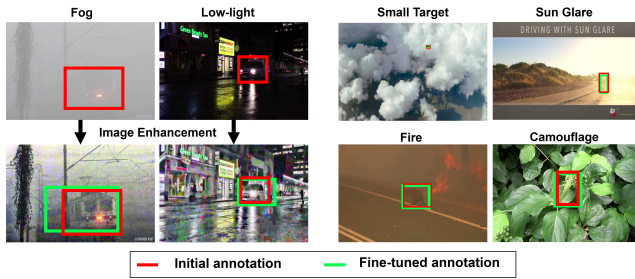 Fog
Low-light
Small Target
Sun Glare
DRIVING WITH SUN GLARE
Image Enhancement
Fire
Camouflage
Initial annotation
Fine-tuned annotation